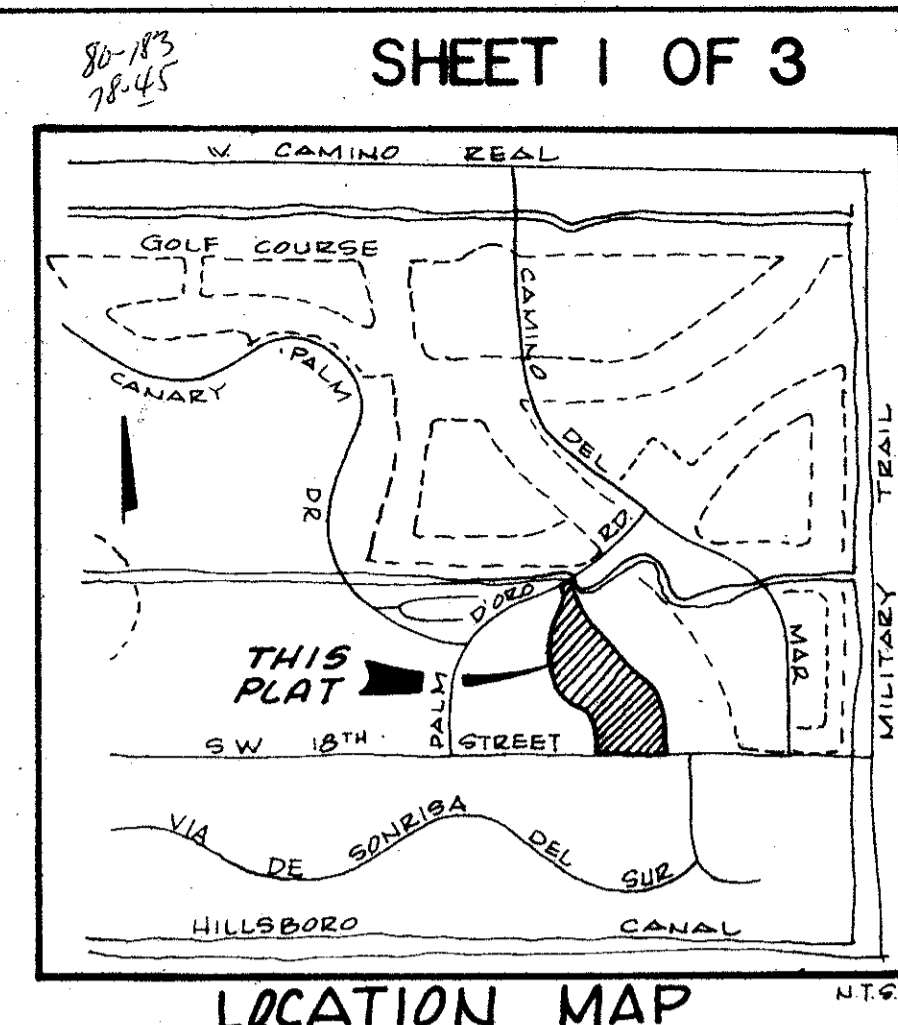 80-183
78-45
SHEET 1 OF 3
W. CAMINO REAL
GOLF COURSE
CAMINO DEL MAR
CANARY PALM DR
MILITARY TRAIL
PALM D'ORO RD.
THIS
PLAT
SW 18TH STREET
VIA DE SONRISA DEL SUR
HILLSBORO CANAL
LOCATION MAP
N.T.S.